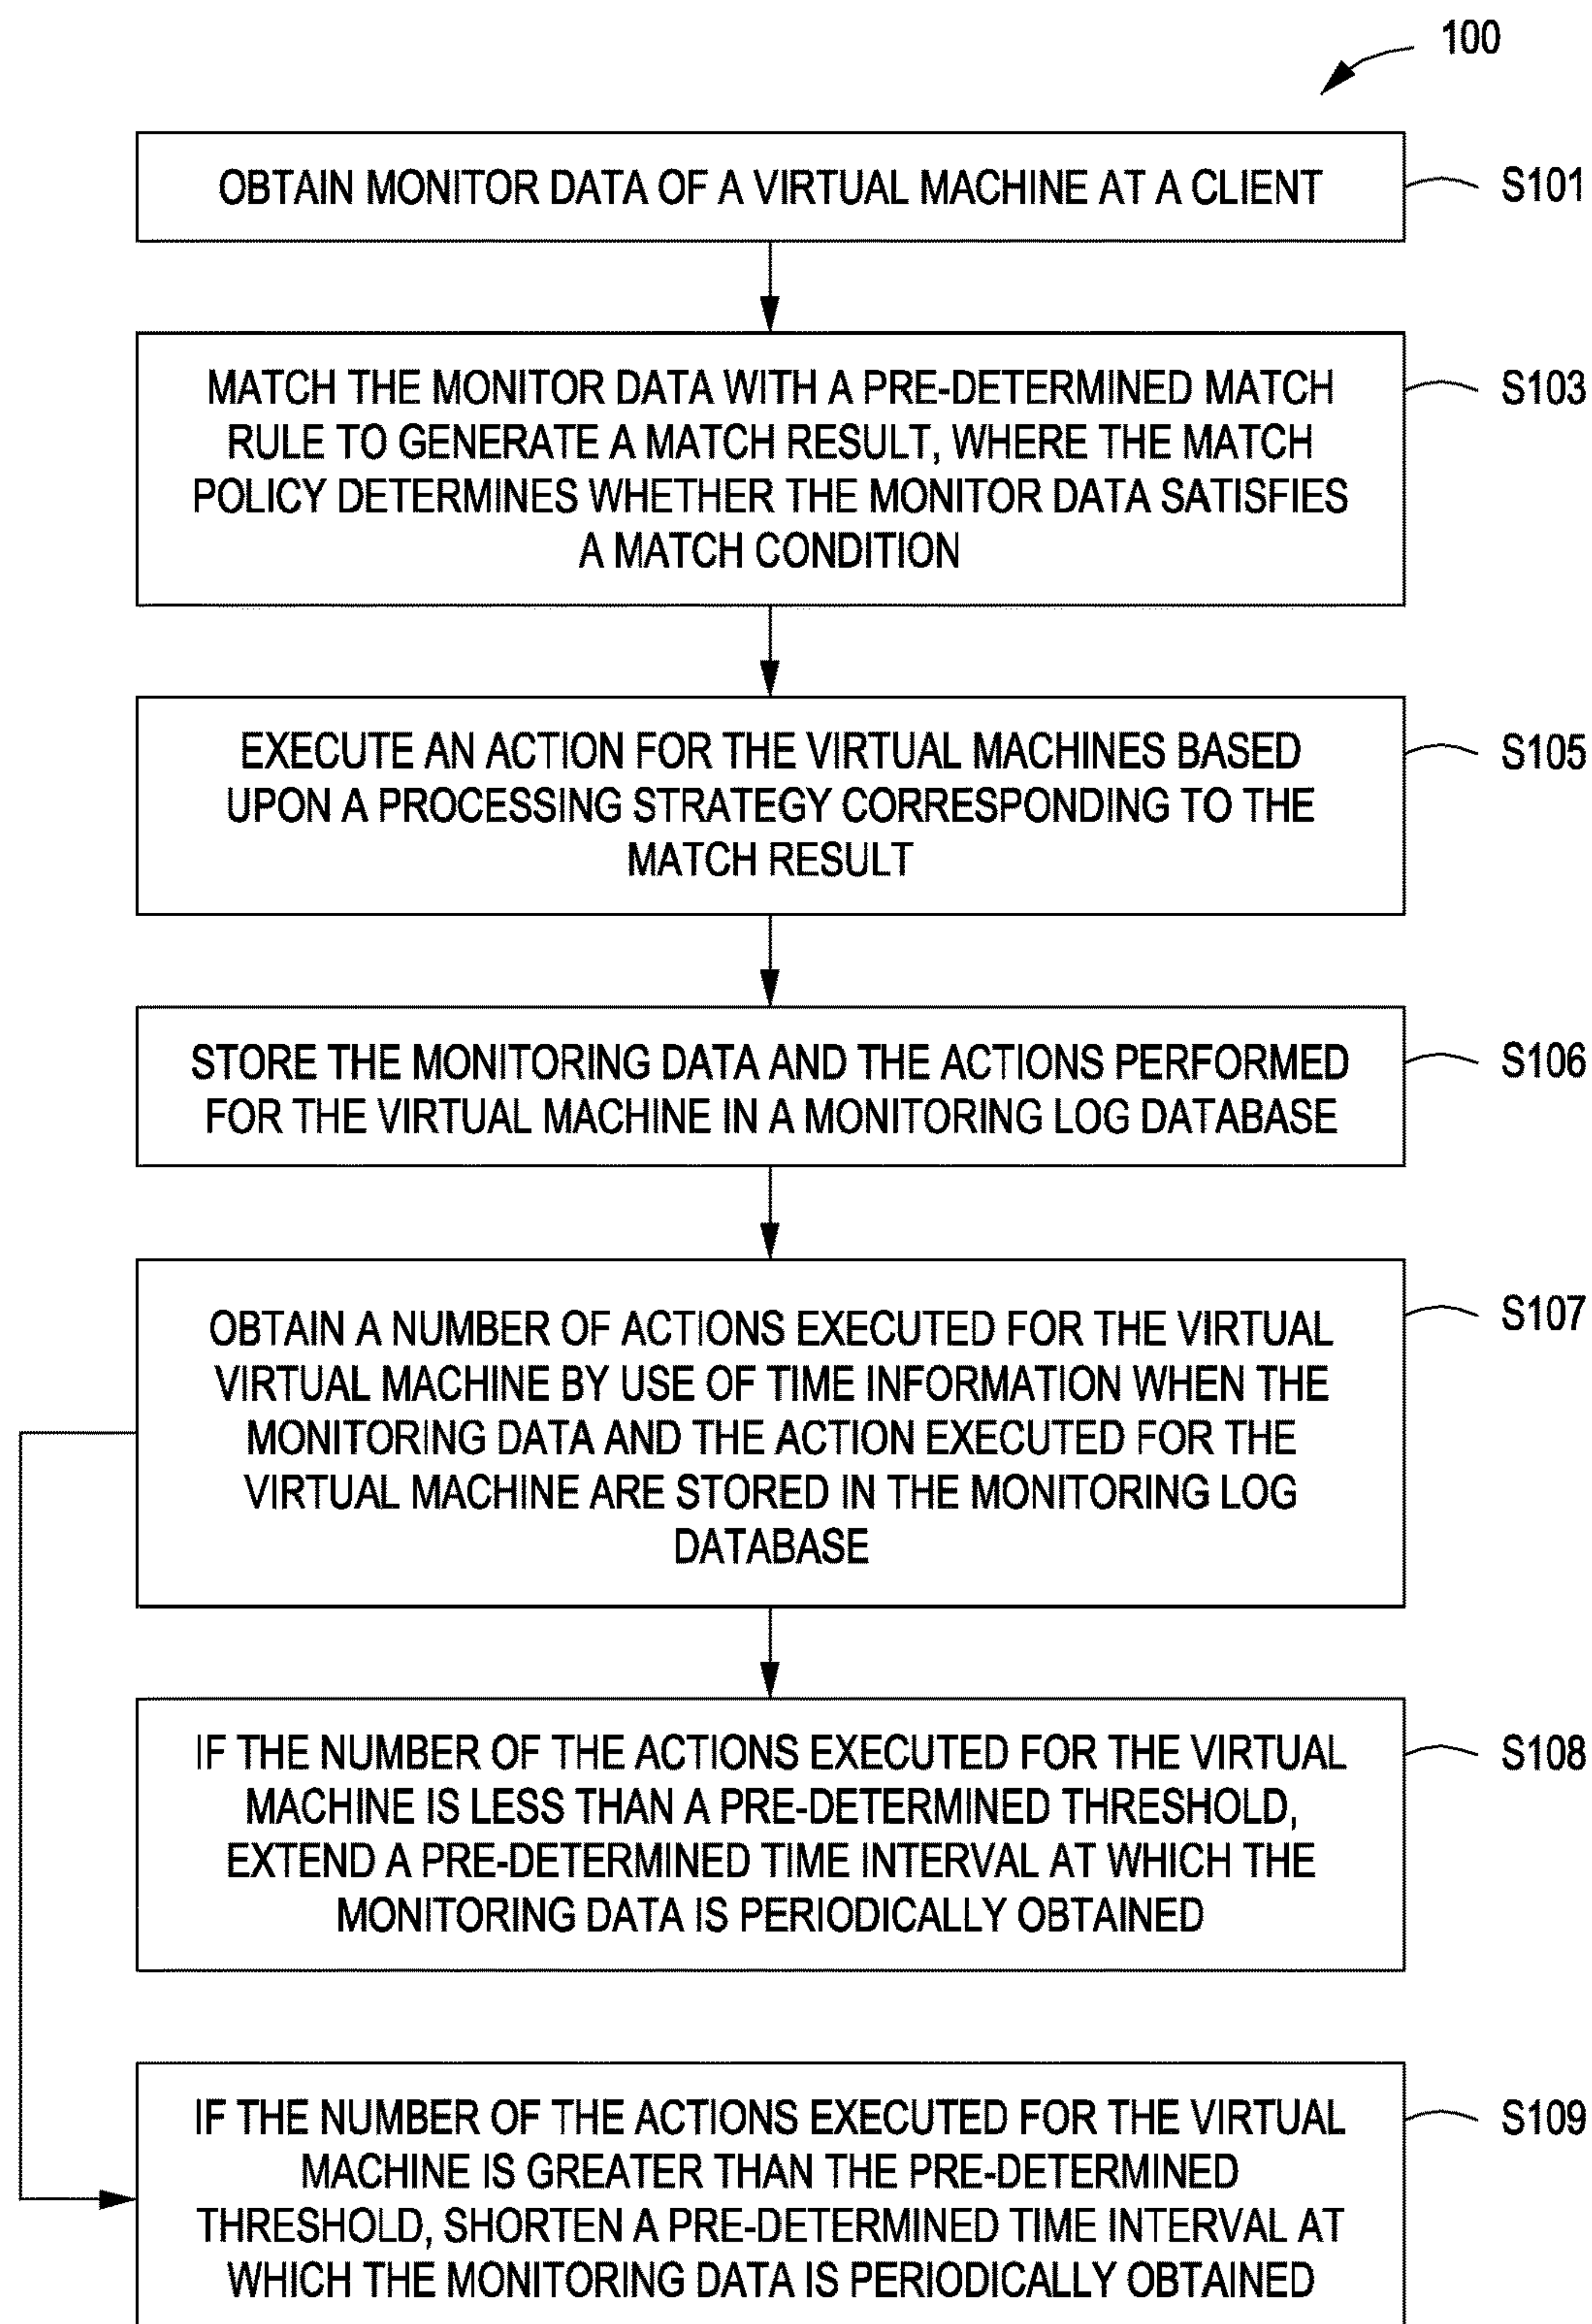 100
OBTAIN MONITOR DATA OF A VIRTUAL MACHINE AT A CLIENT
S101
MATCH THE MONITOR DATA WITH A PRE-DETERMINED MATCH
RULE TO GENERATE A MATCH RESULT, WHERE THE MATCH
POLICY DETERMINES WHETHER THE MONITOR DATA SATISFIES
A MATCH CONDITION
S103
EXECUTE AN ACTION FOR THE VIRTUAL MACHINES BASED
UPON A PROCESSING STRATEGY CORRESPONDING TO THE
MATCH RESULT
S105
STORE THE MONITORING DATA AND THE ACTIONS PERFORMED
FOR THE VIRTUAL MACHINE IN A MONITORING LOG DATABASE
S106
OBTAIN A NUMBER OF ACTIONS EXECUTED FOR THE VIRTUAL
VIRTUAL MACHINE BY USE OF TIME INFORMATION WHEN THE
MONITORING DATA AND THE ACTION EXECUTED FOR THE
VIRTUAL MACHINE ARE STORED IN THE MONITORING LOG
DATABASE
S107
IF THE NUMBER OF THE ACTIONS EXECUTED FOR THE VIRTUAL
MACHINE IS LESS THAN A PRE-DETERMINED THRESHOLD,
EXTEND A PRE-DETERMINED TIME INTERVAL AT WHICH THE
MONITORING DATA IS PERIODICALLY OBTAINED
S108
IF THE NUMBER OF THE ACTIONS EXECUTED FOR THE VIRTUAL
MACHINE IS GREATER THAN THE PRE-DETERMINED
THRESHOLD, SHORTEN A PRE-DETERMINED TIME INTERVAL AT
WHICH THE MONITORING DATA IS PERIODICALLY OBTAINED
S109